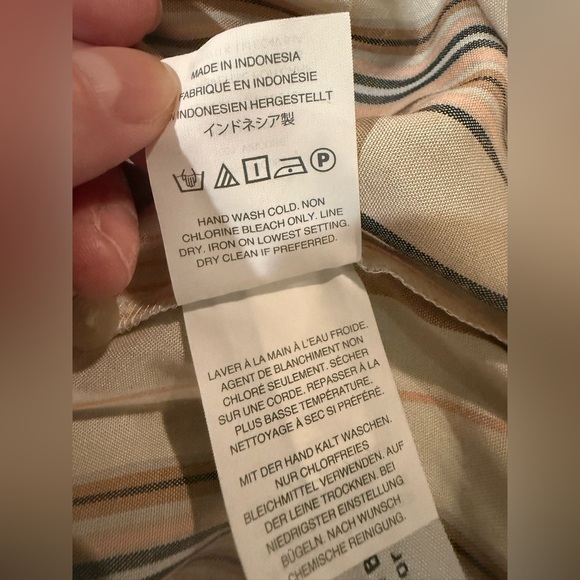 MADE IN INDONESIA
FABRIQUÉ EN INDONÉSIE
INDONESIEN HERGESTELLT
インドネシア製
P
HAND WASH COLD. NON
CHLORINE BLEACH ONLY. LINE
DRY. IRON ON LOWEST SETTING.
DRY CLEAN IF PREFERRED.
LAVER À LA MAIN À L'EAU FROIDE.
AGENT DE BLANCHIMENT NON
CHLORÉ SEULEMENT. SÉCHER
SUR UNE CORDE. REPASSER À LA
PLUS BASSE TEMPÉRATURE.
NETTOYAGE À SEC SI PRÉFÉRÉ.
MIT DER HAND KALT WASCHEN.
NUR CHLORFREIES
BLEICHMITTEL VERWENDEN. AUF
DER LEINE TROCKNEN. BEI
NIEDRIGSTER EINSTELLUNG
BÜGELN. NACH WUNSCH
CHEMISCHE REINIGUNG.